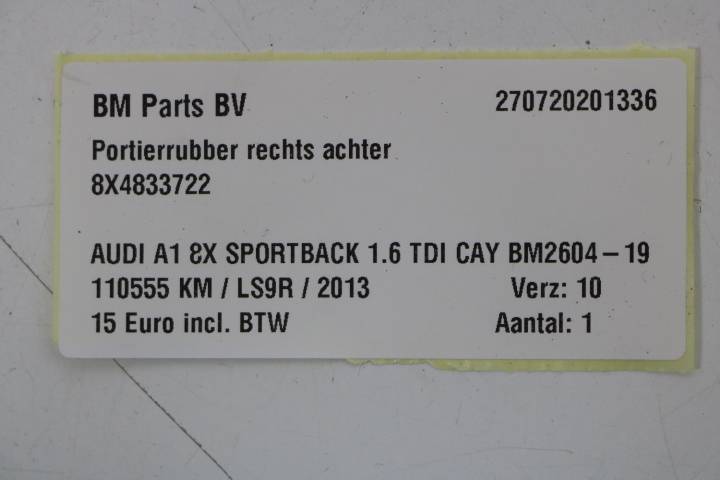 BM Parts BV 270720201336
Portierrubber rechts achter
8X4833722
AUDI A1 8X SPORTBACK 1.6 TDI CAY BM2604-19
110555 KM / LS9R / 2013 Verz: 10
15 Euro incl. BTW Aantal: 1